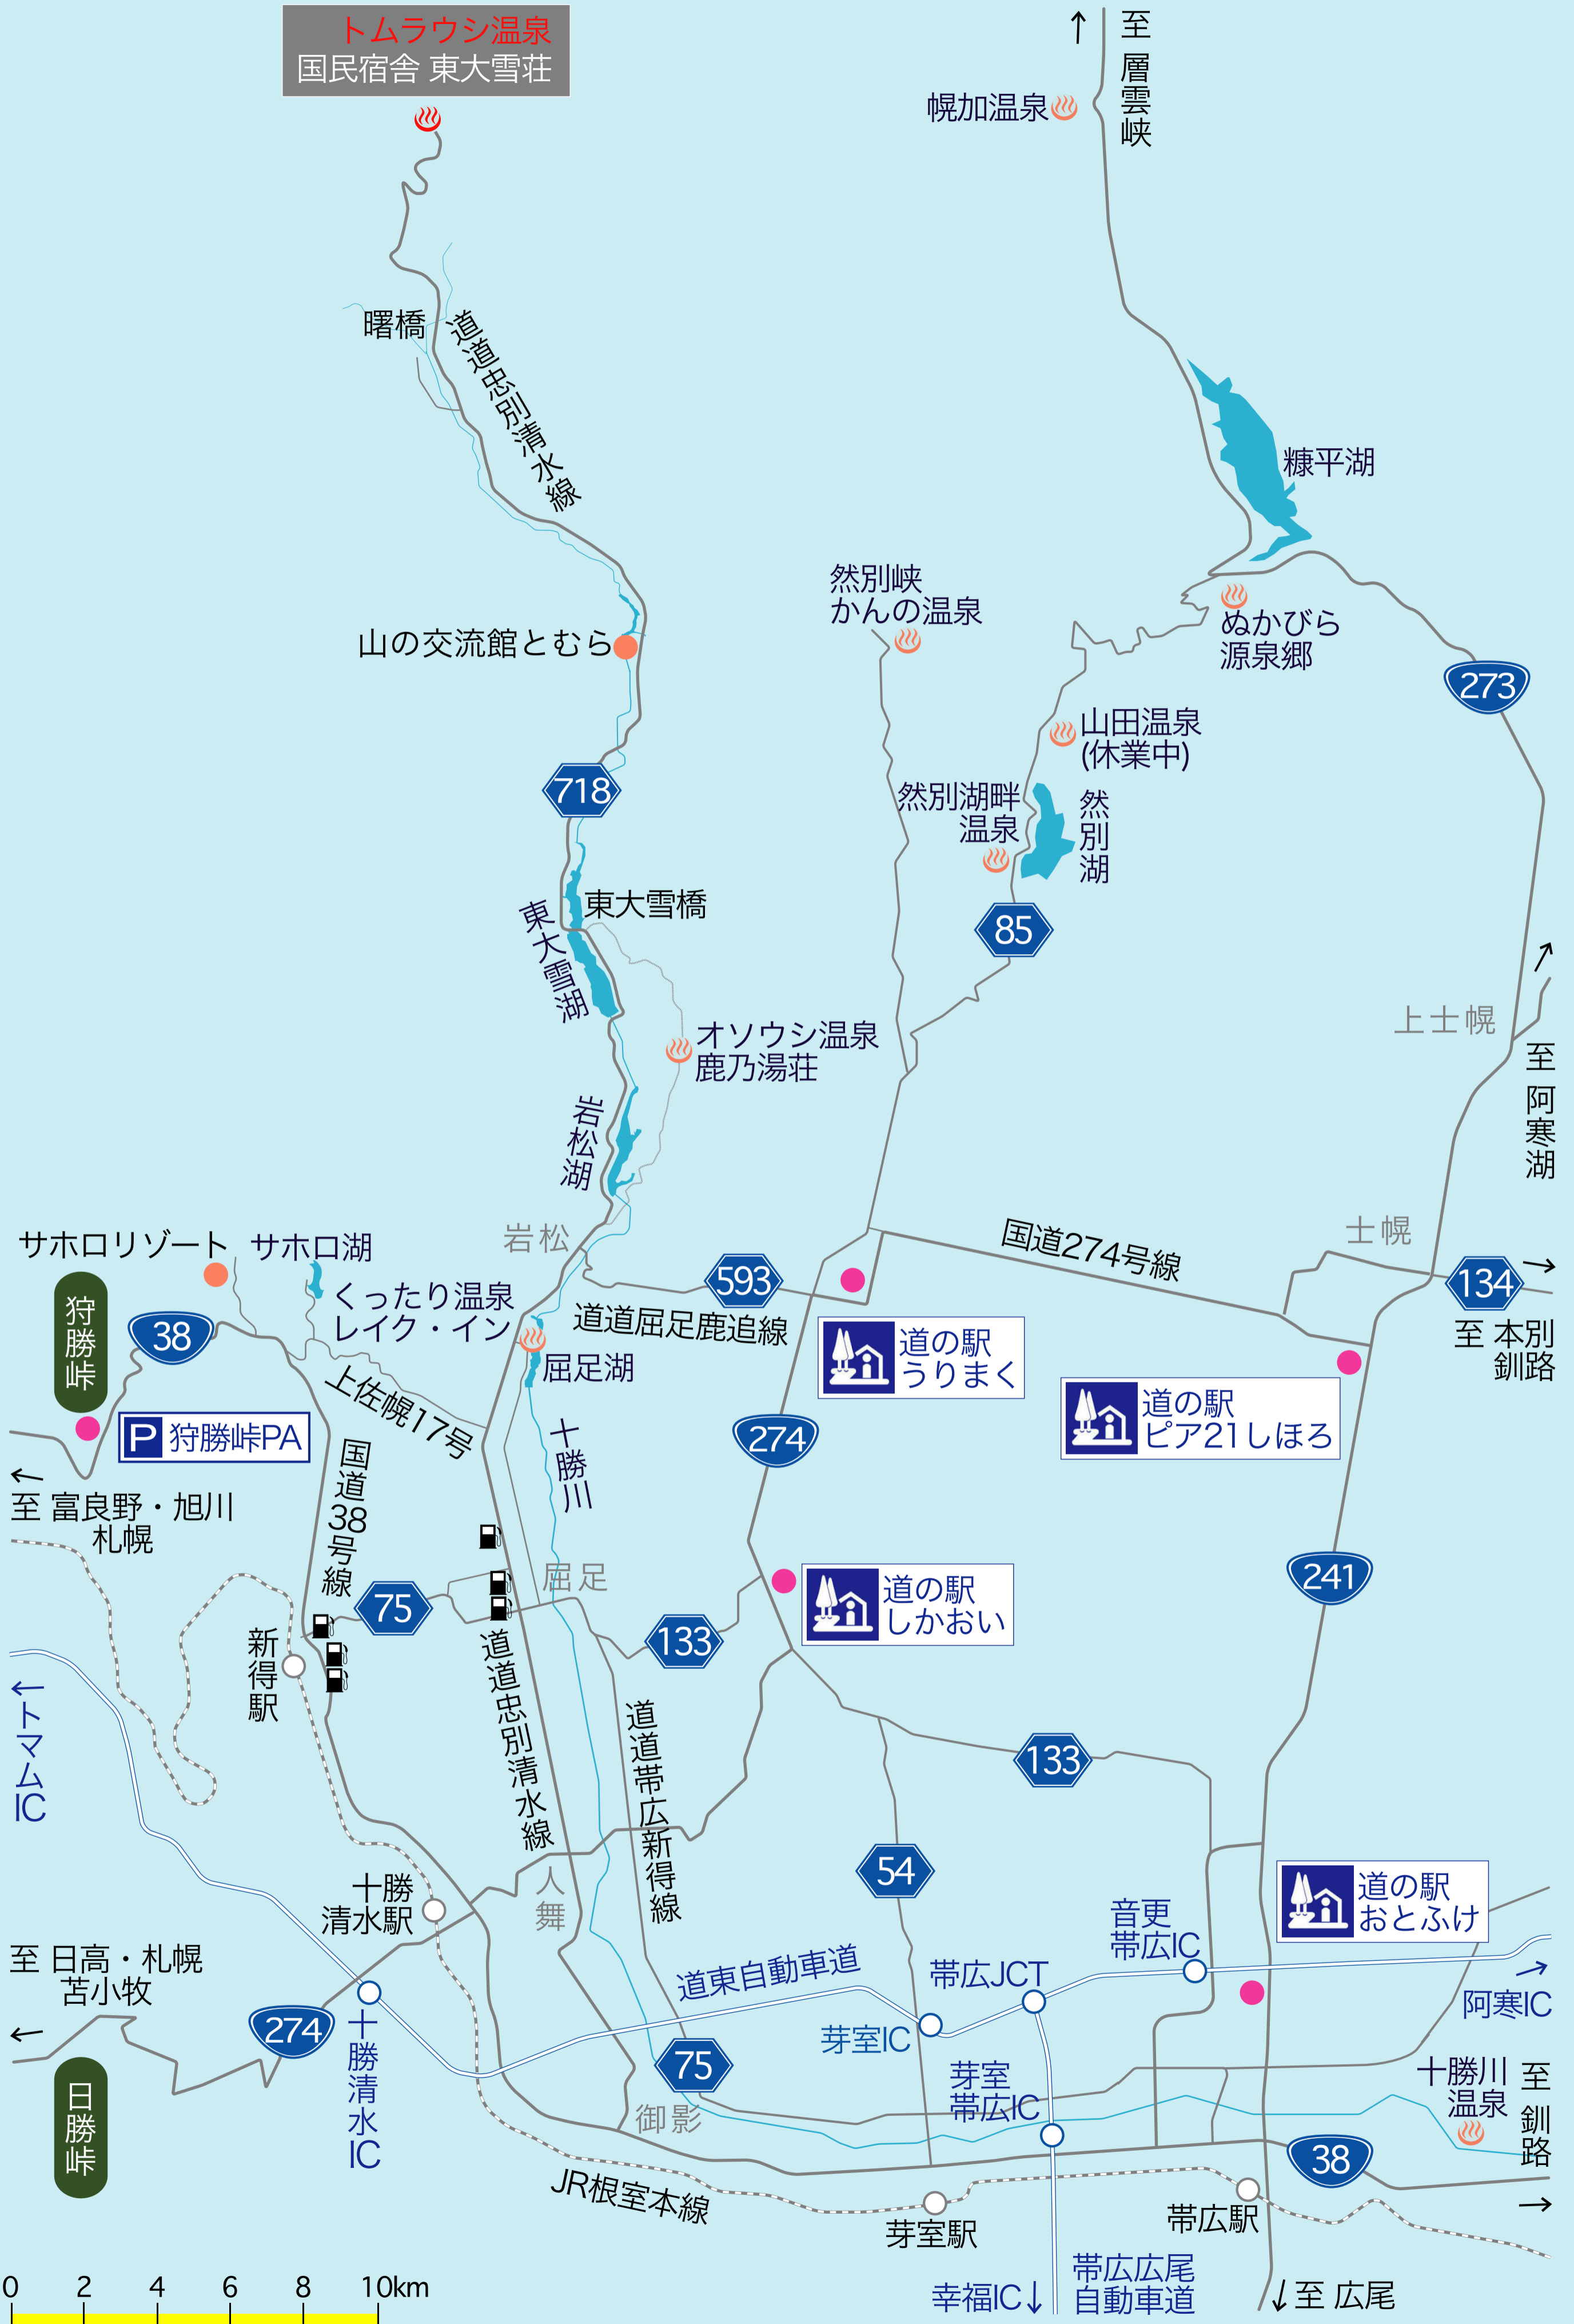 トムラウシ温泉
国民宿舎 東大雪荘
至 層雲峡
幌加温泉
曙橋
道道忠別清水線
糠平湖
然別峡
かんの温泉
ぬかびら
源泉郷
山の交流館とむら
273
山田温泉
(休業中)
718
然別湖畔
温泉
然別湖
東大雪橋
東大雪湖
85
上士幌
オソウシ温泉
鹿乃湯荘
至 阿寒湖
岩松湖
岩松
国道274号線
士幌
サホロリゾート
サホロ湖
593
134
狩勝峠
38
くったり温泉
レイク・イン
道道屈足鹿追線
至 本別
釧路
道の駅
うりまく
屈足湖
上佐幌17号
道の駅
ピア21しほろ
P 狩勝峠PA
274
十勝川
国道38号線
至 富良野・旭川
札幌
241
屈足
道の駅
しかおい
75
133
新得駅
道道忠別清水線
道道帯広新得線
トマムIC
133
54
十勝
清水駅
人舞
道の駅
おとふけ
音更
帯広IC
至 日高・札幌
苫小牧
道東自動車道
帯広JCT
阿寒IC
274
十勝清水IC
芽室IC
75
芽室
帯広IC
十勝川
温泉
至 釧路
日勝峠
御影
38
JR根室本線
芽室駅
帯広駅
帯広広尾
自動車道
幸福IC
至 広尾
0 2 4 6 8 10km